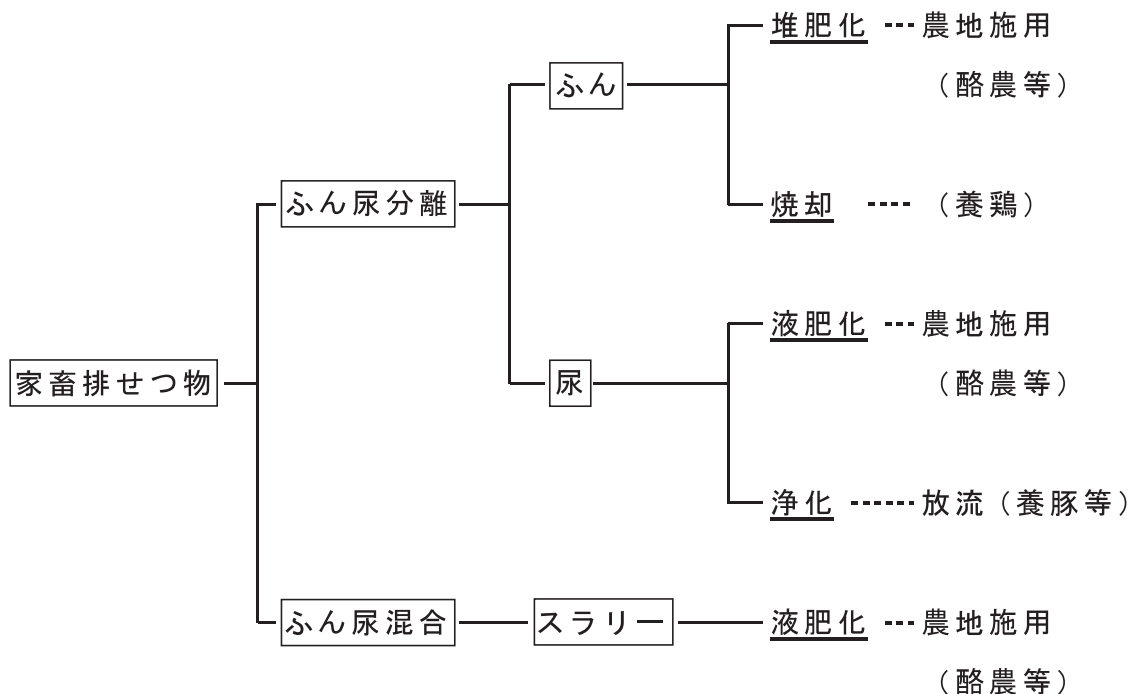 堆肥化 農地施用
（酪農等）
ふん
ふん尿分離
焼却 （養鶏）
液肥化 農地施用
（酪農等）
家畜排せつ物
尿
浄化 放流（養豚等）
ふん尿混合 スラリー 液肥化 農地施用
（酪農等）